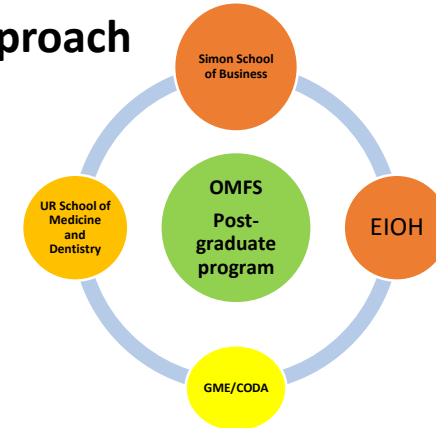 proach
Simon School
of Business
OMFS
Post-
graduate
program
UR School of
Medicine
and
Dentistry
EIOH
GME/CODA